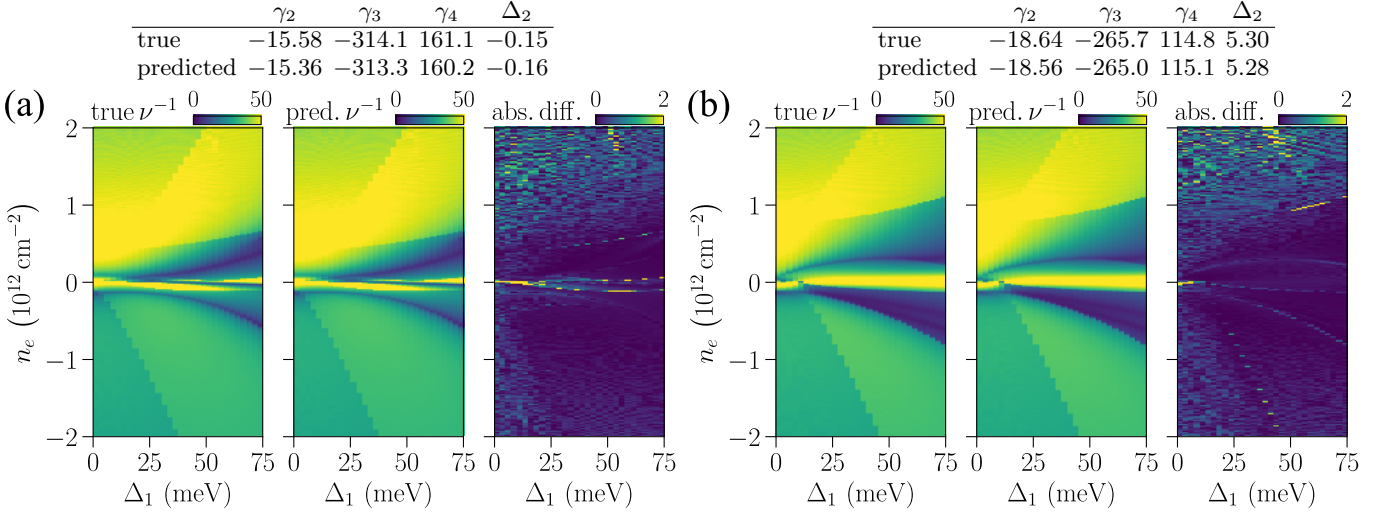 γ₂ γ₃ γ₄ Δ₂
true −15.58 −314.1 161.1 −0.15
predicted −15.36 −313.3 160.2 −0.16
γ₂ γ₃ γ₄ Δ₂
true −18.64 −265.7 114.8 5.30
predicted −18.56 −265.0 115.1 5.28
(a)
true ν⁻¹ 0 50
pred. ν⁻¹ 0 50
abs. diff. 0 2
2
1
0
−1
−2
nₑ (10¹² cm⁻²)
0 25 50 75
Δ₁ (meV)
0 25 50 75
Δ₁ (meV)
0 25 50 75
Δ₁ (meV)
(b)
true ν⁻¹ 0 50
pred. ν⁻¹ 0 50
abs. diff. 0 2
2
1
0
−1
−2
nₑ (10¹² cm⁻²)
0 25 50 75
Δ₁ (meV)
0 25 50 75
Δ₁ (meV)
0 25 50 75
Δ₁ (meV)